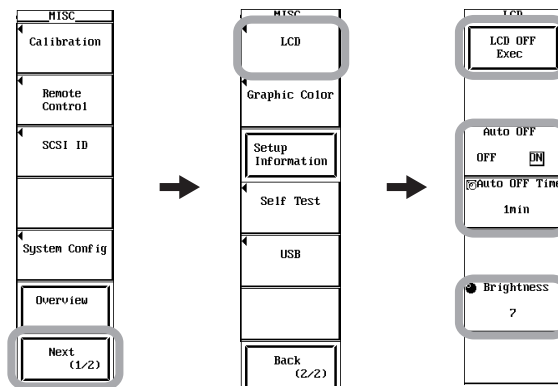 MISC
Calibration
Remote
Control
SCSI ID
System Config
Overview
Next
(1/2)
MISC
LCD
Graphic Color
Setup
Information
Self Test
USB
Back
(2/2)
LCD
LCD OFF
Exec
Auto OFF
OFF ON
Auto OFF Time
1min
Brightness
7